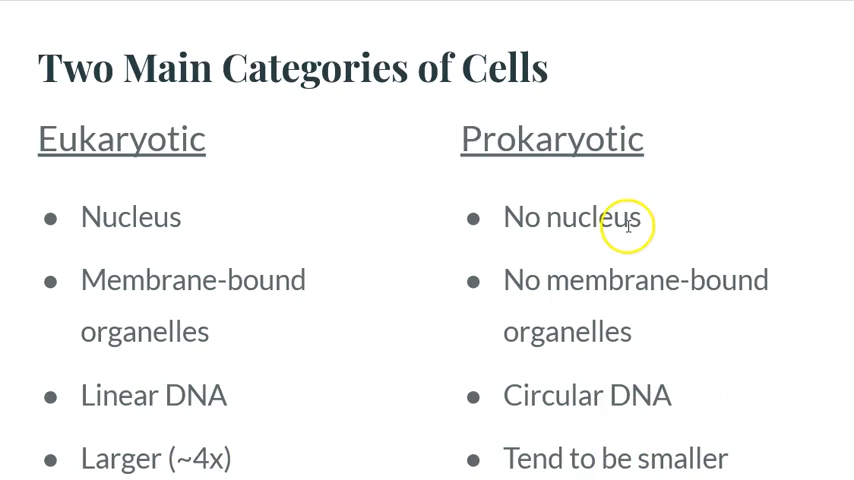 Two Main Categories of Cells
Eukaryotic
● Nucleus
● Membrane-bound
organelles
● Linear DNA
● Larger (~4x)
Prokaryotic
● No nucleus
● No membrane-bound
organelles
● Circular DNA
● Tend to be smaller